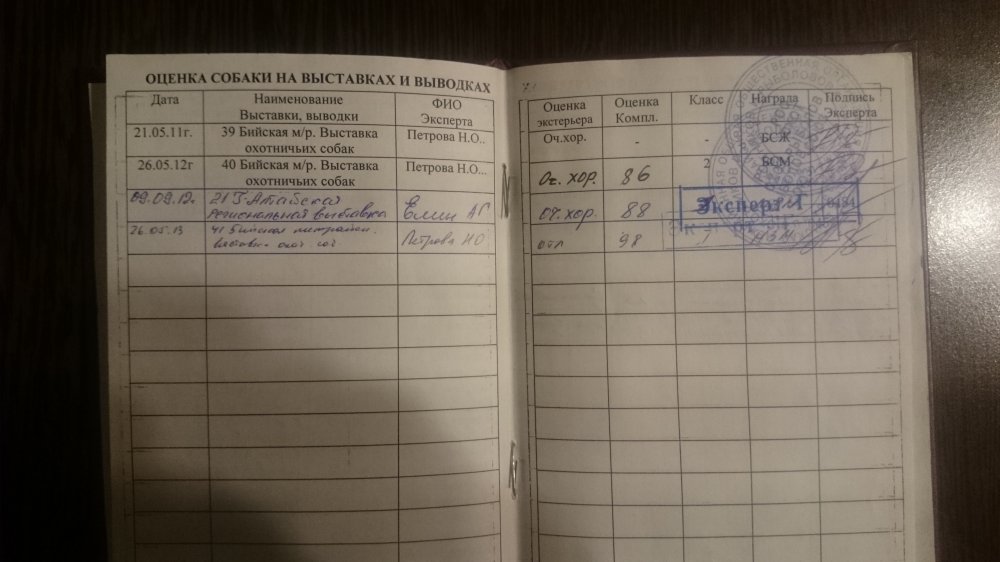 ОЦЕНКА СОБАКИ НА ВЫСТАВКАХ И ВЫВОДКАХ
Дата
Наименование
Выставки, выводки
ФИО
Эксперта
Оценка
экстерьера
Оценка
Компл.
Класс
Награда
Подпись
Эксперта
21.05.11г.
39 Бийская м/р. Выставка
охотничьих собак
Петрова Н.О..
Оч.хор.
-
-
БСЖ
26.05.12г
40 Бийская м/р. Выставка
охотничьих собак
Петрова Н.О...
Оч. хор.
86
2
БСМ
09.09.12.
региональная выставка
Елин АГ
оч. хор.
88
Эксперт I
26.05.13
41 Бийская
Петрова НО
отл
98